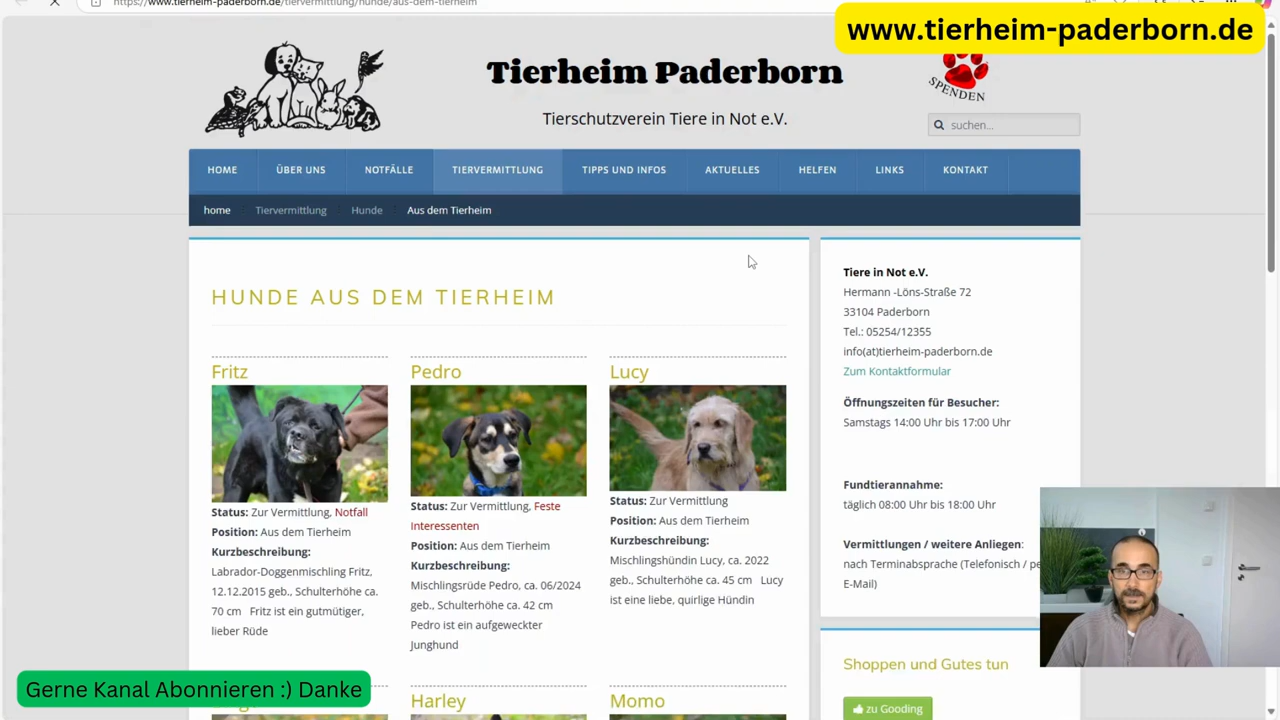 https://www.tierheim-paderborn.de/tiervermittlung/hunde/aus-dem-tierheim
www.tierheim-paderborn.de
Tierheim Paderborn
Tierschutzverein Tiere in Not e.V.
SPENDEN
suchen...
HOME ÜBER UNS NOTFÄLLE TIERVERMITTLUNG TIPPS UND INFOS AKTUELLES HELFEN LINKS KONTAKT
home Tiervermittlung Hunde Aus dem Tierheim
HUNDE AUS DEM TIERHEIM
Fritz
Status: Zur Vermittlung, Notfall
Position: Aus dem Tierheim
Kurzbeschreibung:
Labrador-Doggenmischling Fritz,
12.12.2015 geb., Schulterhöhe ca.
70 cm Fritz ist ein gutmütiger,
lieber Rüde
Pedro
Status: Zur Vermittlung, Feste
Interessenten
Position: Aus dem Tierheim
Kurzbeschreibung:
Mischlingsrüde Pedro, ca. 06/2024
geb., Schulterhöhe ca. 42 cm
Pedro ist ein aufgeweckter
Junghund
Lucy
Status: Zur Vermittlung
Position: Aus dem Tierheim
Kurzbeschreibung:
Mischlingshündin Lucy, ca. 2022
geb., Schulterhöhe ca. 45 cm Lucy
ist eine liebe, quirlige Hündin
Harley
Momo
Tiere in Not e.V.
Hermann -Löns-Straße 72
33104 Paderborn
Tel.: 05254/12355
info(at)tierheim-paderborn.de
Zum Kontaktformular
Öffnungszeiten für Besucher:
Samstags 14:00 Uhr bis 17:00 Uhr
Fundtierannahme:
täglich 08:00 Uhr bis 18:00 Uhr
Vermittlungen / weitere Anliegen:
nach Terminabsprache (Telefonisch / pe
E-Mail)
Shoppen und Gutes tun
zu Gooding
Gerne Kanal Abonnieren :) Danke